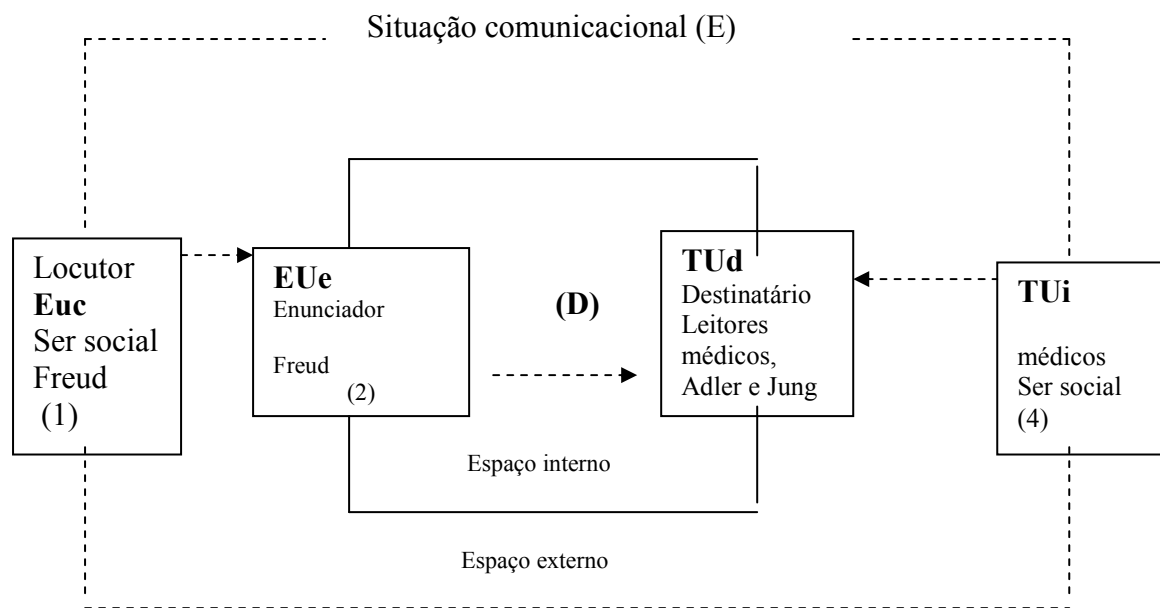 Situação comunicacional (E)
Locutor
Euc
Ser social
Freud
(1)
EUe
Enunciador
Freud
(2)
(D)
TUd
Destinatário
Leitores
médicos,
Adler e Jung
TUi
médicos
Ser social
(4)
Espaço interno
Espaço externo